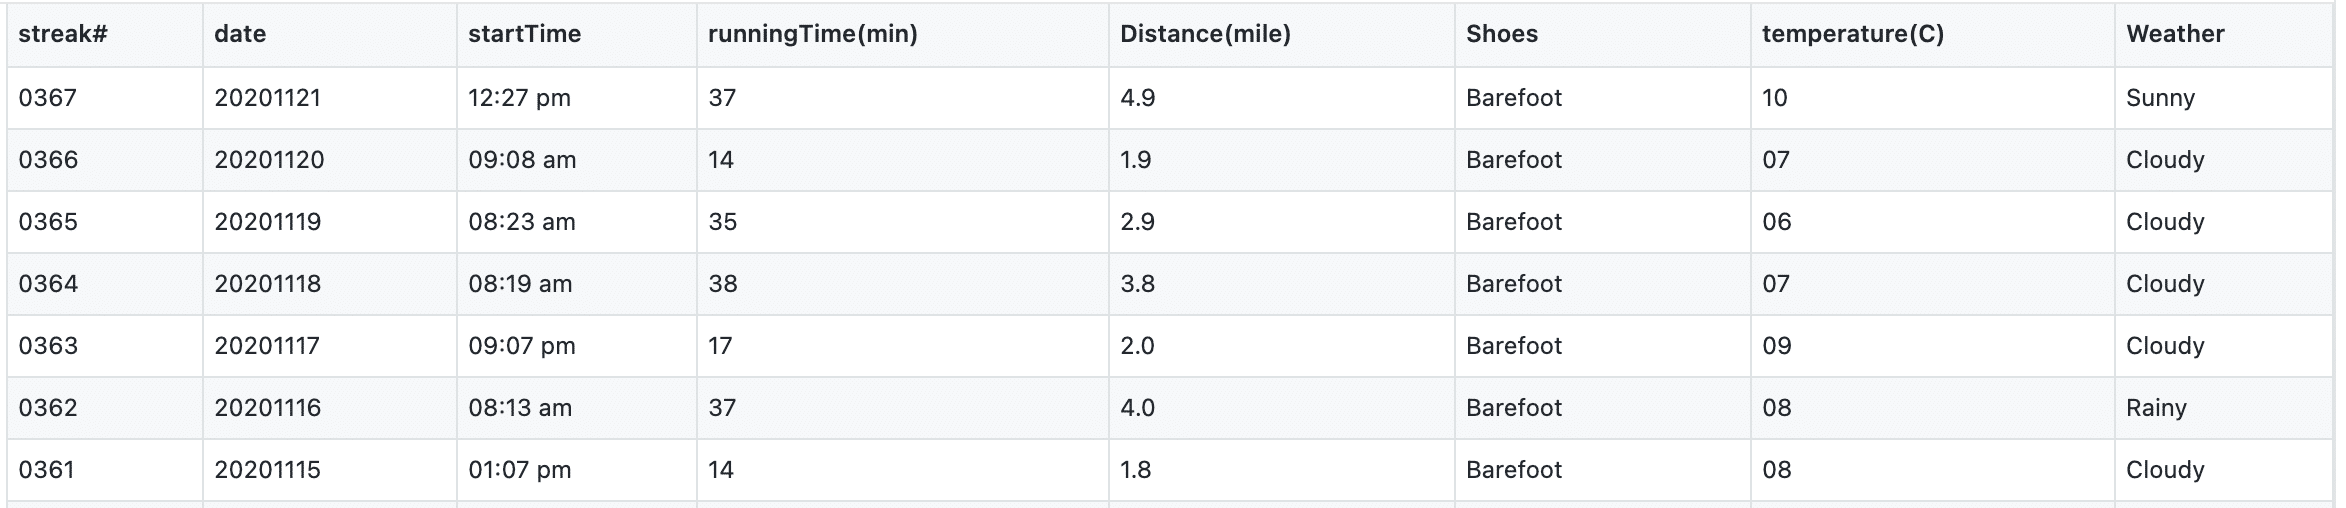 streak# date startTime runningTime(min) Distance(mile) Shoes temperature(C) Weather
0367 20201121 12:27 pm 37 4.9 Barefoot 10 Sunny
0366 20201120 09:08 am 14 1.9 Barefoot 07 Cloudy
0365 20201119 08:23 am 35 2.9 Barefoot 06 Cloudy
0364 20201118 08:19 am 38 3.8 Barefoot 07 Cloudy
0363 20201117 09:07 pm 17 2.0 Barefoot 09 Cloudy
0362 20201116 08:13 am 37 4.0 Barefoot 08 Rainy
0361 20201115 01:07 pm 14 1.8 Barefoot 08 Cloudy